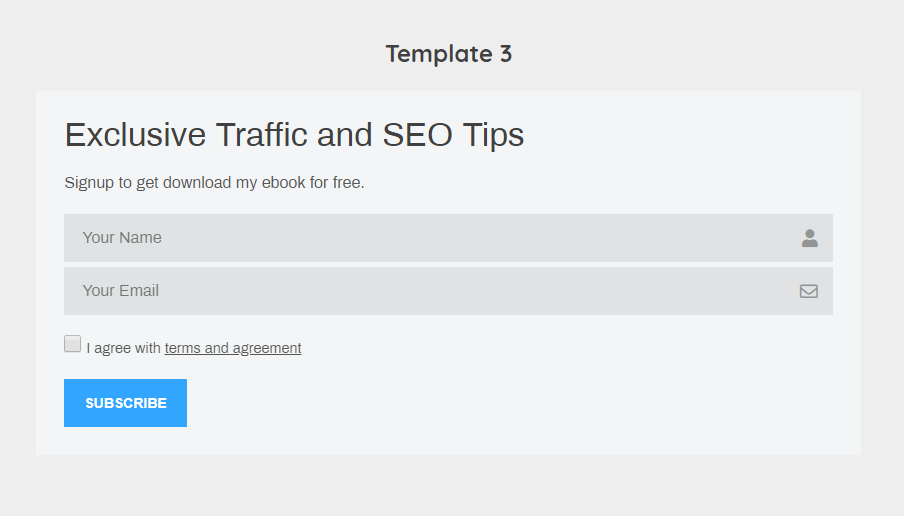 Template 3
Exclusive Traffic and SEO Tips
Signup to get download my ebook for free.
Your Name
Your Email
I agree with terms and agreement
SUBSCRIBE